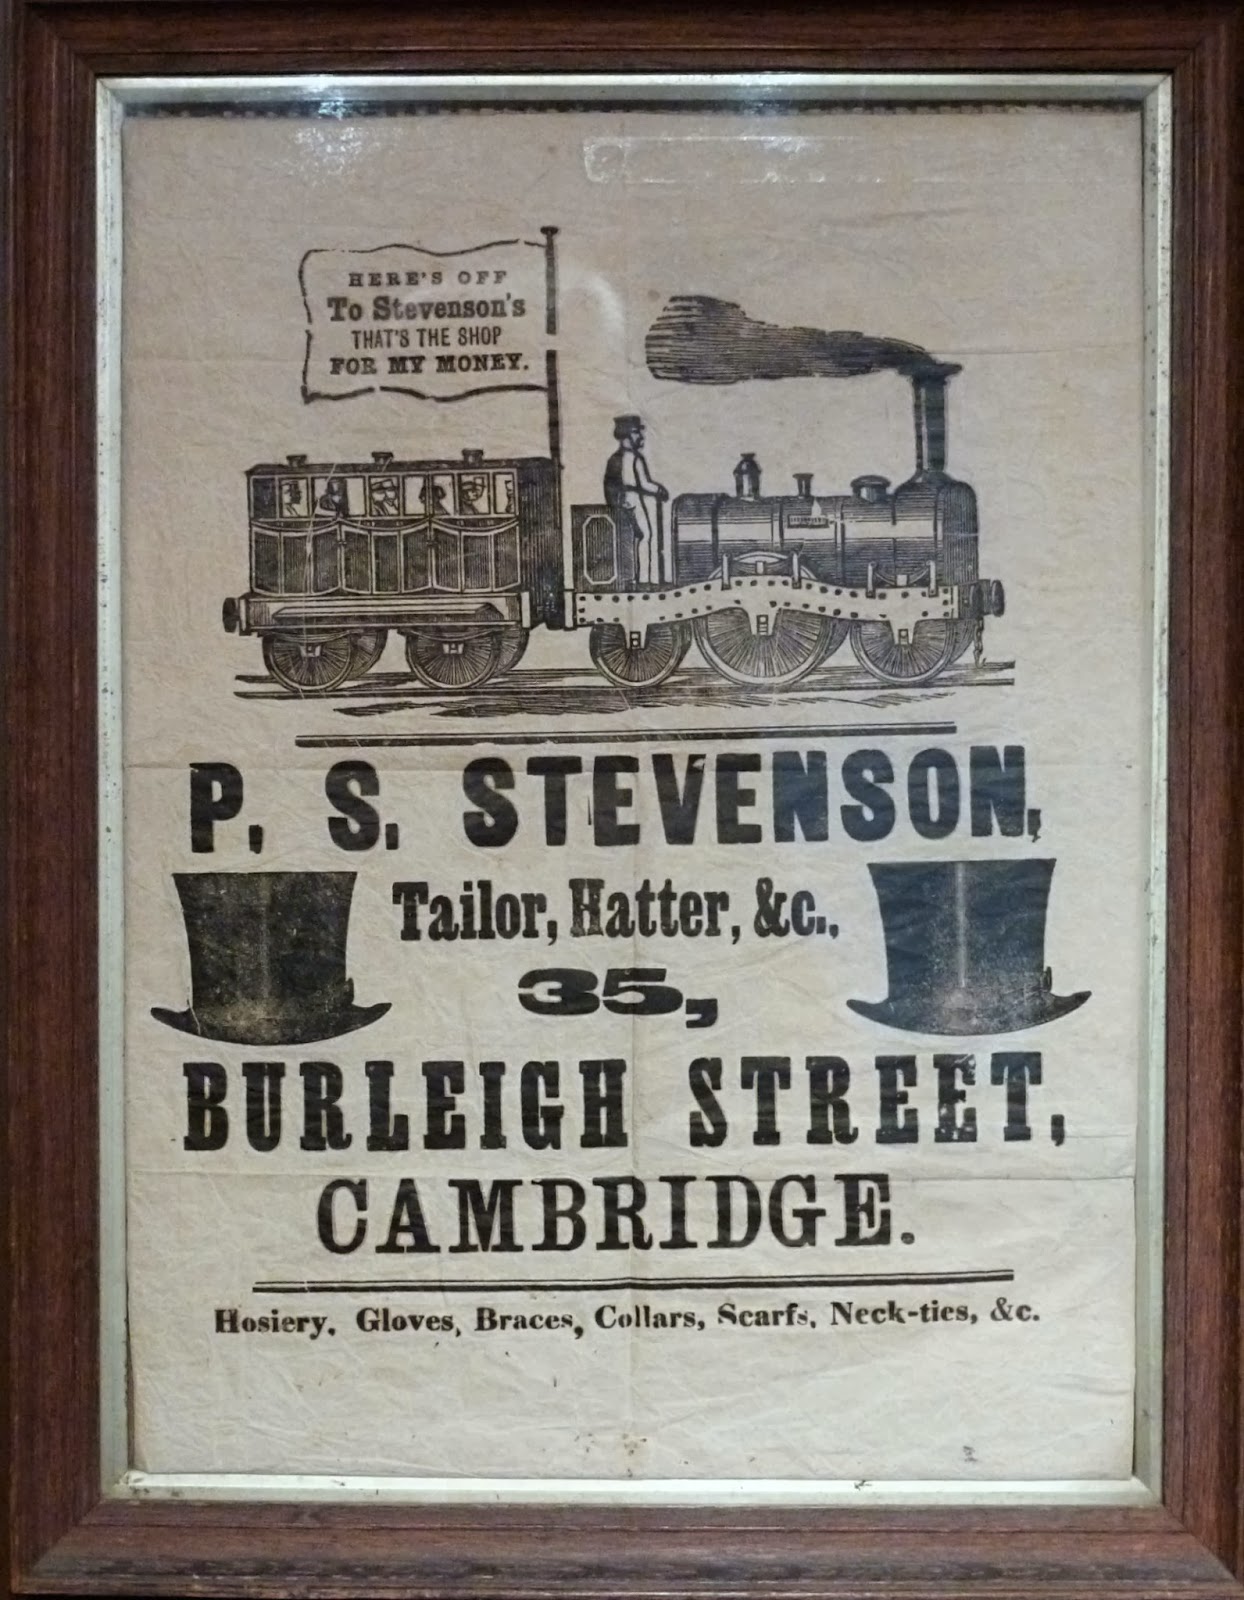 HERE'S OFF
To Stevenson's
THAT'S THE SHOP
FOR MY MONEY.
P. S. STEVENSON,
Tailor, Hatter, &c.,
35,
BURLEIGH STREET,
CAMBRIDGE.
Hosiery, Gloves, Braces, Collars, Scarfs, Neck-ties, &c.